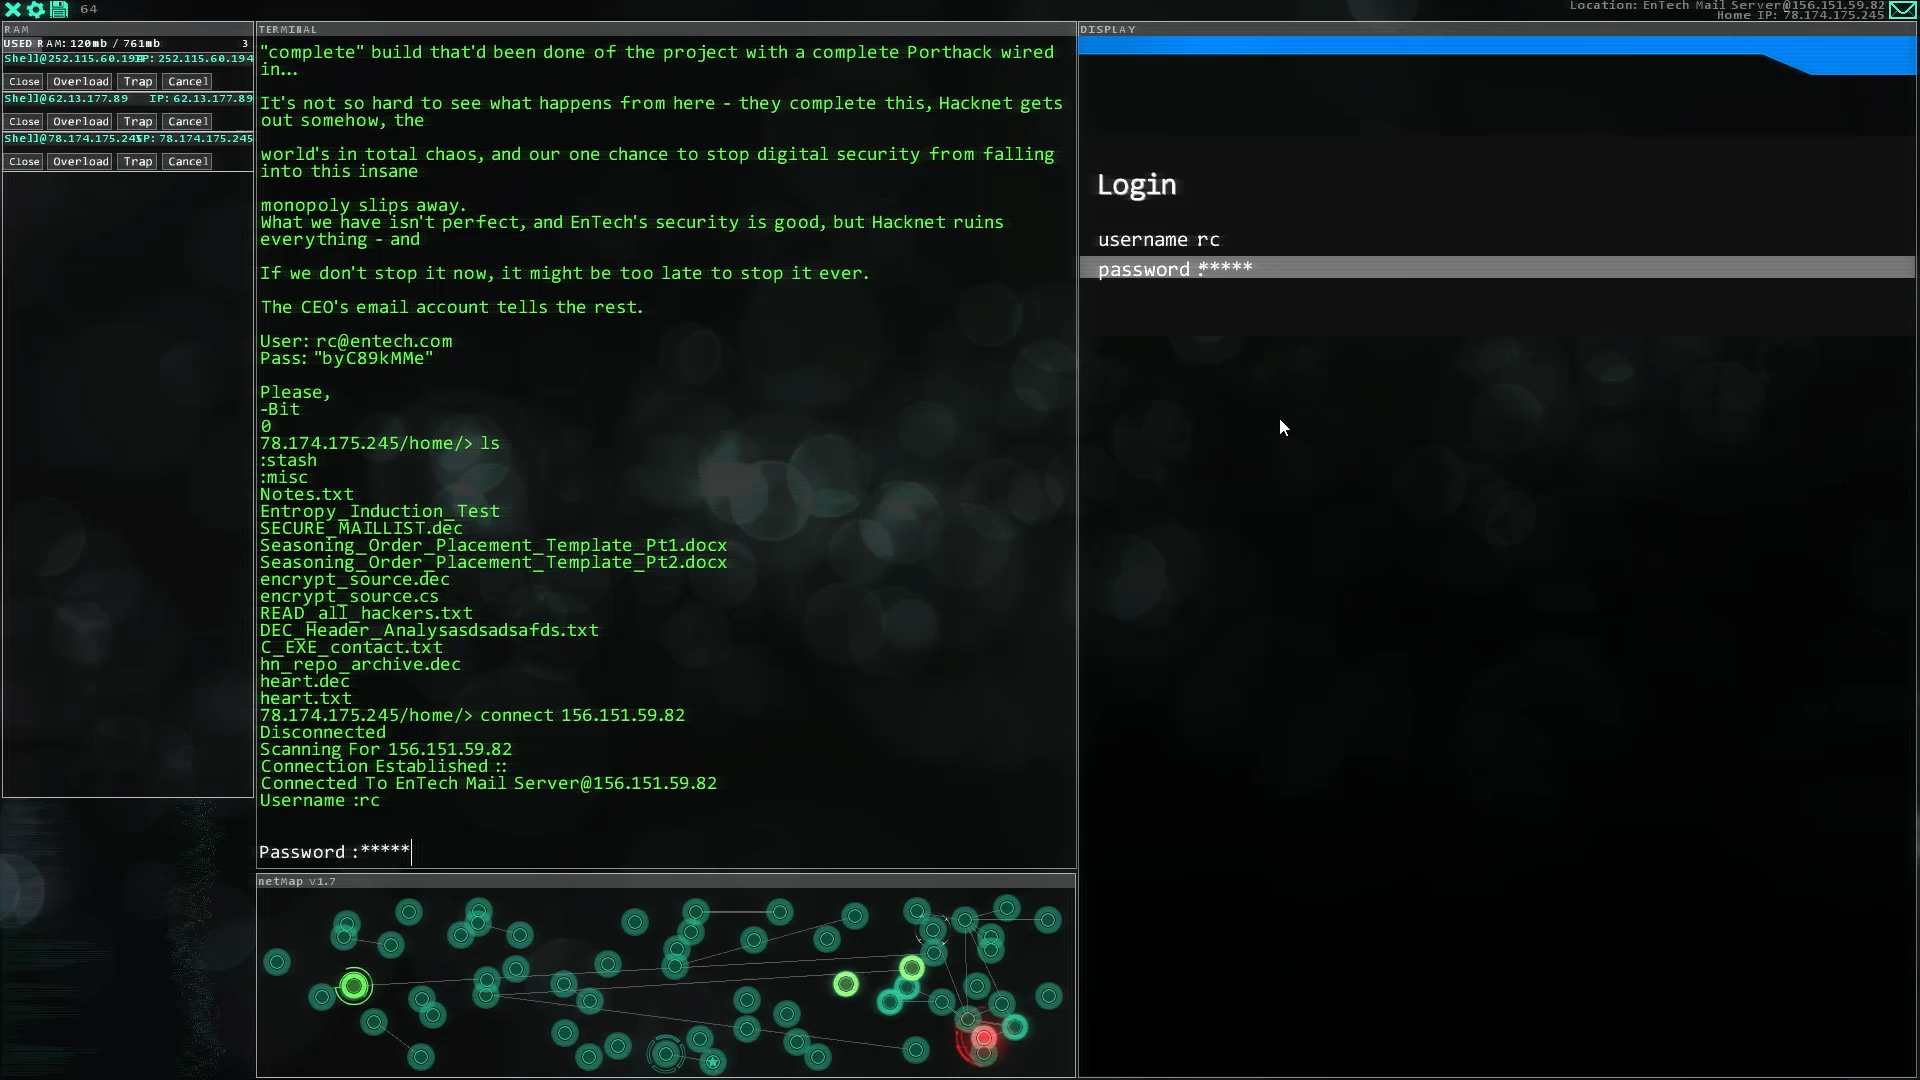 64
Location: EnTech Mail Server@156.151.59.82
Home IP: 78.174.175.245
RAM
USED RAM: 120mb / 761mb 3
Shell@252.115.60.194 IP: 252.115.60.194
Close Overload Trap Cancel
Shell@62.13.177.89 IP: 62.13.177.89
Close Overload Trap Cancel
Shell@78.174.175.245 IP: 78.174.175.245
Close Overload Trap Cancel
TERMINAL
"complete" build that'd been done of the project with a complete Porthack wired
in...
It's not so hard to see what happens from here - they complete this, Hacknet gets
out somehow, the
world's in total chaos, and our one chance to stop digital security from falling
into this insane
monopoly slips away.
What we have isn't perfect, and EnTech's security is good, but Hacknet ruins
everything - and
If we don't stop it now, it might be too late to stop it ever.
The CEO's email account tells the rest.
User: rc@entech.com
Pass: "byC89kMMe"
Please,
-Bit
0
78.174.175.245/home/> ls
:stash
:misc
Notes.txt
Entropy_Induction_Test
SECURE_MAILLIST.dec
Seasoning_Order_Placement_Template_Pt1.docx
Seasoning_Order_Placement_Template_Pt2.docx
encrypt_source.dec
encrypt_source.cs
READ_all_hackers.txt
DEC_Header_Analysasdsadsafds.txt
C_EXE_contact.txt
hn_repo_archive.dec
heart.dec
heart.txt
78.174.175.245/home/> connect 156.151.59.82
Disconnected
Scanning For 156.151.59.82
Connection Established ::
Connected To EnTech Mail Server@156.151.59.82
Username :rc
Password :*****
netMap v1.7
DISPLAY
Login
username rc
password :*****